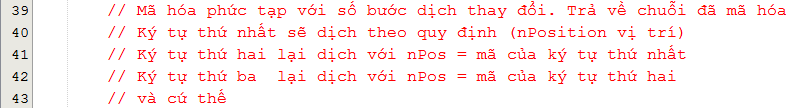 39 // Mã hóa phức tạp với số bước dịch thay đổi. Trả về chuỗi đã mã hóa
40 // Ký tự thứ nhất sẽ dịch theo quy định (nPosition vị trí)
41 // Ký tự thứ hai lại dịch với nPos = mã của ký tự thứ nhất
42 // Ký tự thứ ba  lại dịch với nPos = mã của ký tự thứ hai
43 // và cứ thế